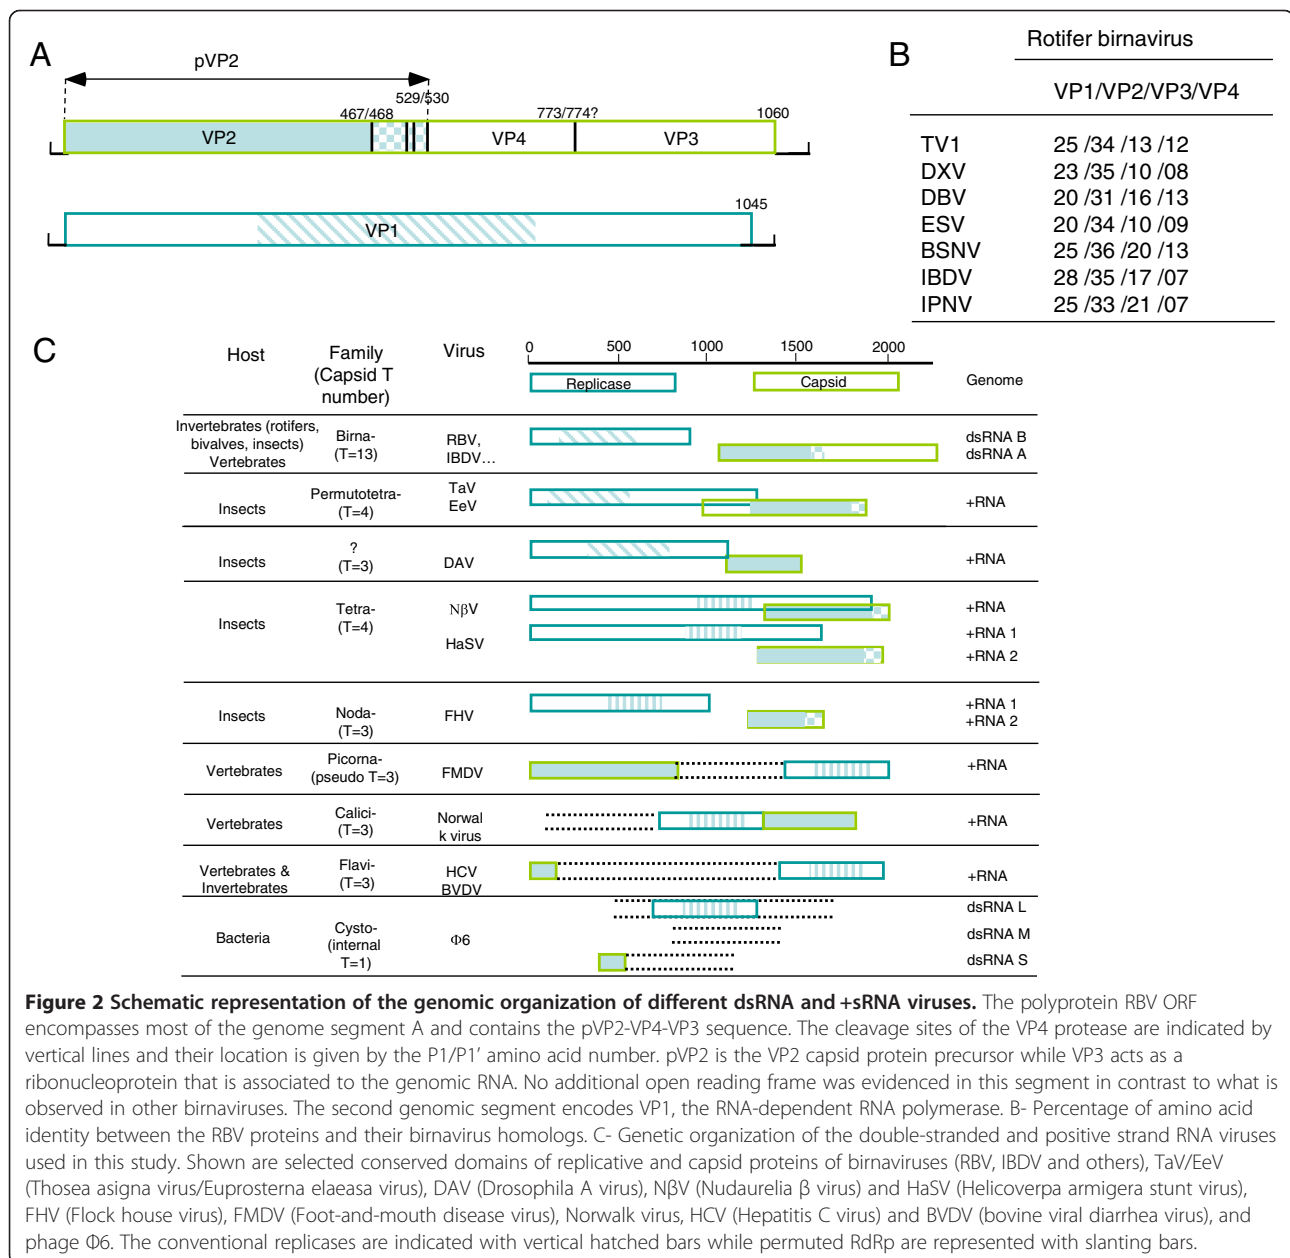 A
pVP2
467/468
529/530
773/774?
1060
VP2
VP4
VP3
1045
VP1
B
Rotifer birnavirus
VP1/VP2/VP3/VP4
TV1 25 /34 /13 /12
DXV 23 /35 /10 /08
DBV 20 /31 /16 /13
ESV 20 /34 /10 /09
BSNV 25 /36 /20 /13
IBDV 28 /35 /17 /07
IPNV 25 /33 /21 /07
C
Host
Family
(Capsid T
number)
Virus
0 500 1000 1500 2000
Replicase
Capsid
Genome
Invertebrates (rotifers,
bivalves, insects)
Vertebrates
Birna-
(T=13)
RBV,
IBDV...
dsRNA B
dsRNA A
Insects
Permutotetra-
(T=4)
TaV
EeV
+RNA
Insects
?
(T=3)
DAV
+RNA
Insects
Tetra-
(T=4)
NβV
+RNA
HaSV
+RNA 1
+RNA 2
Insects
Noda-
(T=3)
FHV
+RNA 1
+RNA 2
Vertebrates
Picorna-
(pseudo T=3)
FMDV
+RNA
Vertebrates
Calici-
(T=3)
Norwal
k virus
+RNA
Vertebrates &
Invertebrates
Flavi-
(T=3)
HCV
BVDV
+RNA
Bacteria
Cysto-
(internal
T=1)
Φ6
dsRNA L
dsRNA M
dsRNA S
Figure 2 Schematic representation of the genomic organization of different dsRNA and +sRNA viruses. The polyprotein RBV ORF
encompasses most of the genome segment A and contains the pVP2-VP4-VP3 sequence. The cleavage sites of the VP4 protease are indicated by
vertical lines and their location is given by the P1/P1' amino acid number. pVP2 is the VP2 capsid protein precursor while VP3 acts as a
ribonucleoprotein that is associated to the genomic RNA. No additional open reading frame was evidenced in this segment in contrast to what is
observed in other birnaviruses. The second genomic segment encodes VP1, the RNA-dependent RNA polymerase. B- Percentage of amino acid
identity between the RBV proteins and their birnavirus homologs. C- Genetic organization of the double-stranded and positive strand RNA viruses
used in this study. Shown are selected conserved domains of replicative and capsid proteins of birnaviruses (RBV, IBDV and others), TaV/EeV
(Thosea asigna virus/Euprosterna elaeasa virus), DAV (Drosophila A virus), NβV (Nudaurelia β virus) and HaSV (Helicoverpa armigera stunt virus),
FHV (Flock house virus), FMDV (Foot-and-mouth disease virus), Norwalk virus, HCV (Hepatitis C virus) and BVDV (bovine viral diarrhea virus), and
phage Φ6. The conventional replicases are indicated with vertical hatched bars while permuted RdRp are represented with slanting bars.